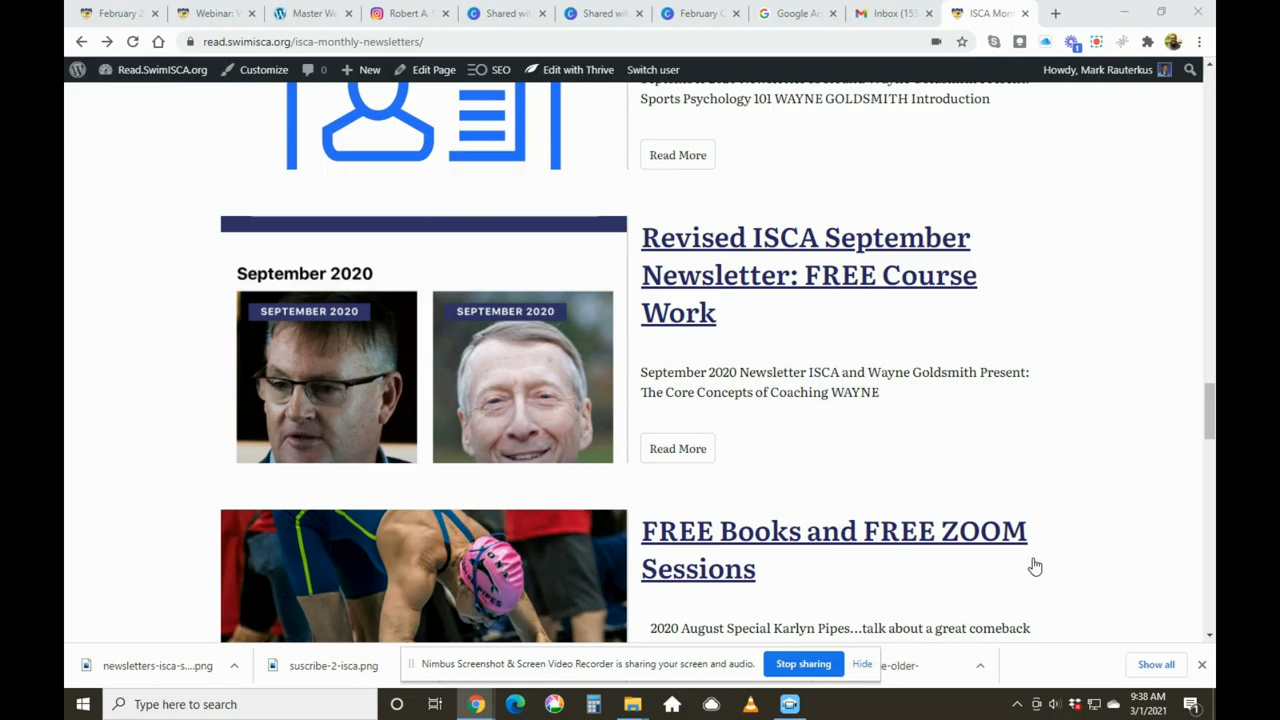 February 2
Webinar: W
Master We
Robert A.
Shared wit
Shared wit
February C
Google Ac
Inbox (155
ISCA Mon
read.swimisca.org/isca-monthly-newsletters/
Read.SwimISCA.org
Customize
0
New
Edit Page
SEO
Edit with Thrive
Switch user
Howdy, Mark Rauterkus
Sports Psychology 101 WAYNE GOLDSMITH Introduction
Read More
Revised ISCA September
Newsletter: FREE Course
Work
September 2020
SEPTEMBER 2020
SEPTEMBER 2020
September 2020 Newsletter ISCA and Wayne Goldsmith Present:
The Core Concepts of Coaching WAYNE
Read More
FREE Books and FREE ZOOM
Sessions
2020 August Special Karlyn Pipes...talk about a great comeback
newsletters-isca-s....png
suscribe-2-isca.png
Nimbus Screenshot & Screen Video Recorder is sharing your screen and audio.
Stop sharing
Hide
e-older-
Show all
Type here to search
9:38 AM
3/1/2021
1